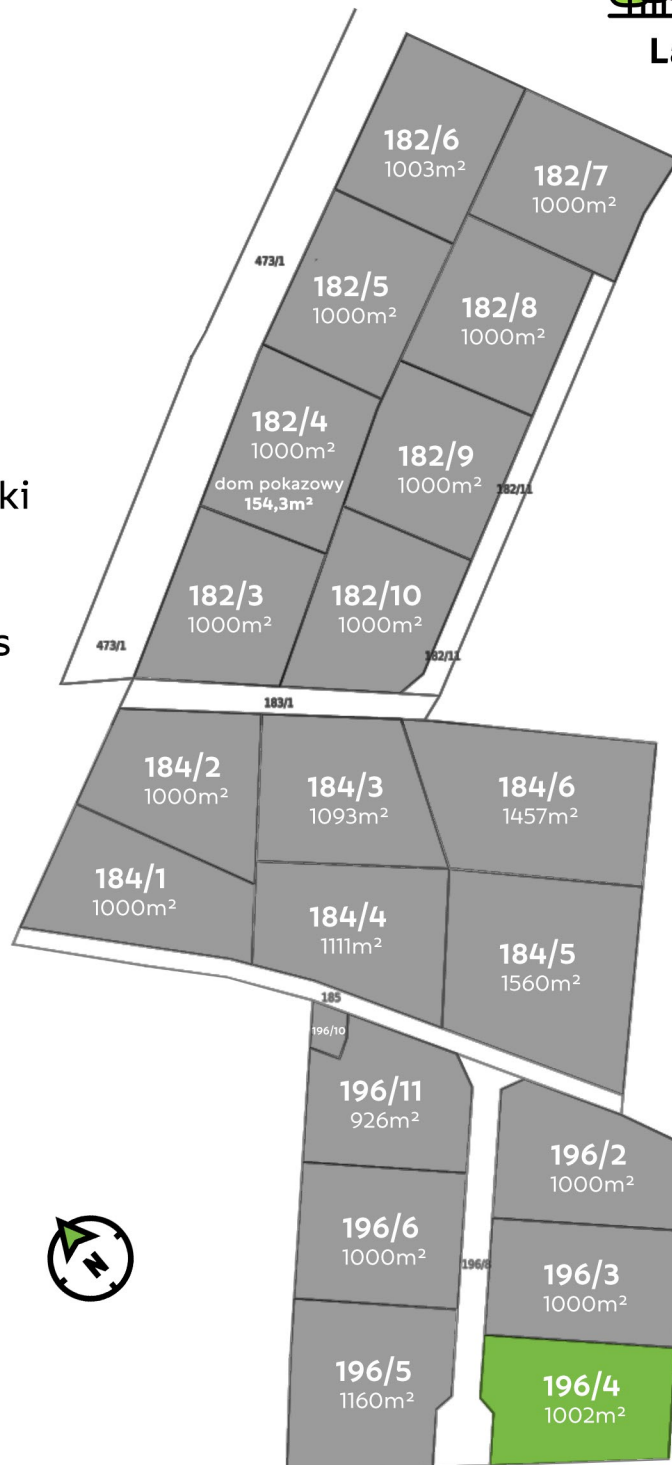 La
182/6
1003m²
182/7
1000m²
473/1
182/5
1000m²
182/8
1000m²
182/4
1000m²
dom pokazowy
154,3m²
182/9
1000m²
ki
182/11
182/3
1000m²
182/10
1000m²
s
473/1
182/11
183/1
184/2
1000m²
184/3
1093m²
184/6
1457m²
184/1
1000m²
184/4
1111m²
184/5
1560m²
185
196/10
196/11
926m²
196/2
1000m²
196/6
1000m²
196/8
196/3
1000m²
N
196/5
1160m²
196/4
1002m²